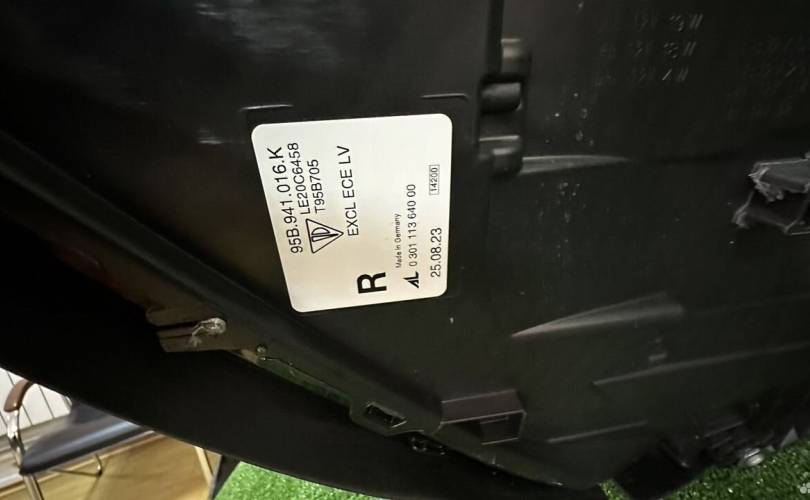 95B.941.016.K
LE20C6458
T95B705
EXCL ECE LV
R
Made in Germany
AL 0 301 113 640 00
25.08.23
14200